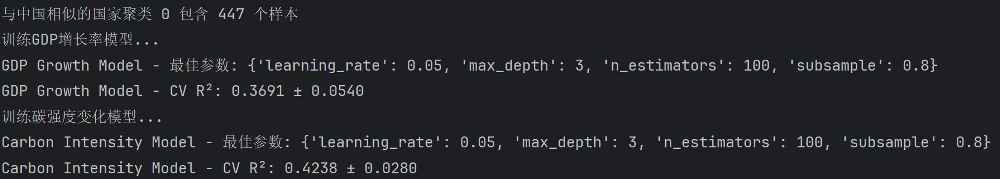 与中国相似的国家聚类 0 包含 447 个样本
训练GDP增长率模型...
GDP Growth Model - 最佳参数: {'learning_rate': 0.05, 'max_depth': 3, 'n_estimators': 100, 'subsample': 0.8}
GDP Growth Model - CV R²: 0.3691 ± 0.0540
训练碳强度变化模型...
Carbon Intensity Model - 最佳参数: {'learning_rate': 0.05, 'max_depth': 3, 'n_estimators': 100, 'subsample': 0.8}
Carbon Intensity Model - CV R²: 0.4238 ± 0.0280